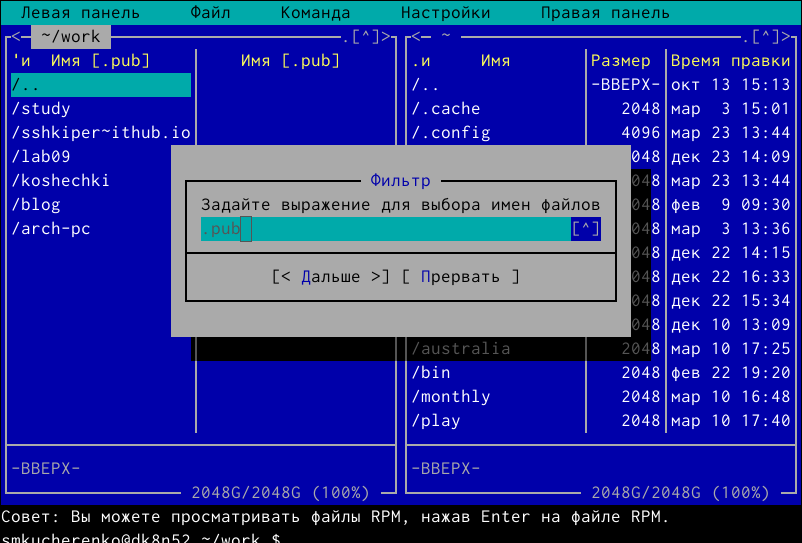 Левая панель Файл Команда Настройки Правая панель
<- ~/work .[^]>
<- ~ .[^]>
'и Имя [.pub] Имя [.pub]
.и Имя Размер Время правки
/..
/.. -ВВЕРХ- окт 13 15:13
/study
/.cache 2048 мар 3 15:01
/sshkiper~ithub.io
/.config 4096 мар 23 13:44
/lab09
048 дек 23 14:09
/koshechki
048 мар 23 13:44
/blog
048 фев 9 09:30
/arch-pc
048 мар 3 13:36
048 дек 22 14:15
048 дек 22 16:33
048 дек 22 15:34
048 дек 10 13:09
/australia 2048 мар 10 17:25
/bin 2048 фев 22 19:20
/monthly 2048 мар 10 16:48
/play 2048 мар 10 17:40
Фильтр
Задайте выражение для выбора имен файлов
.pub [^]
[< Дальше >] [ Прервать ]
-ВВЕРХ-
-ВВЕРХ-
2048G/2048G (100%)
2048G/2048G (100%)
Совет: Вы можете просматривать файлы RPM, нажав Enter на файле RPM.
smkucherenko@dk8n52 ~/work $